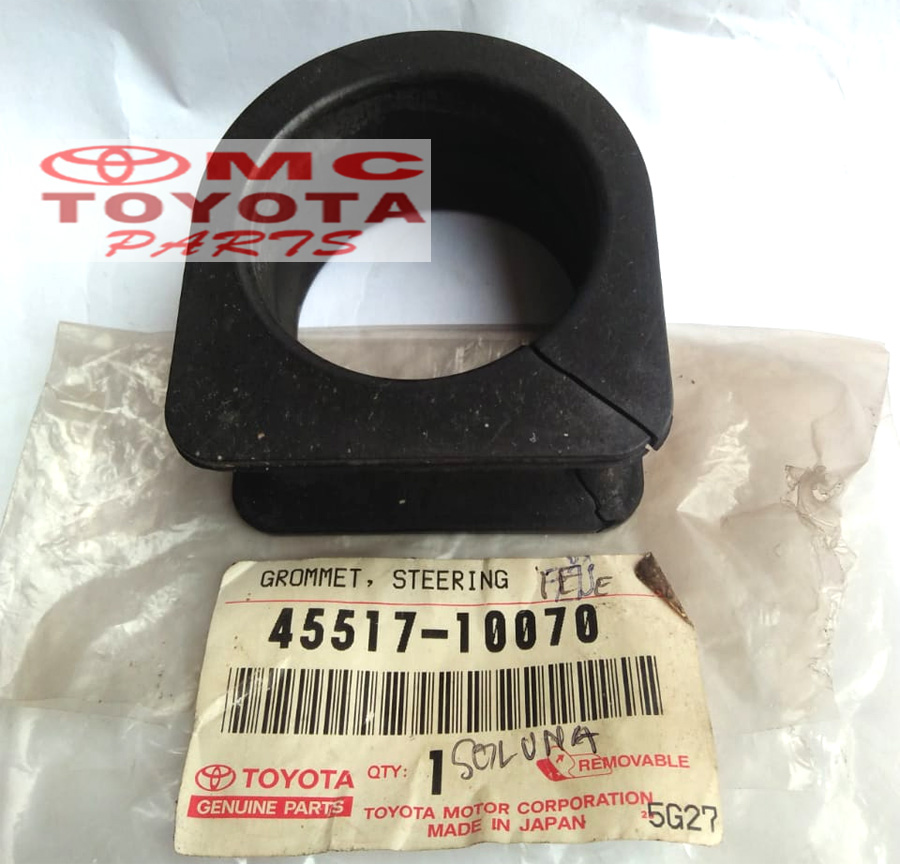 MC
TOYOTA
PARTS
GROMMET, STEERING
45517-10070
SOLUNA
TOYOTA QTY: 1 REMOVABLE
GENUINE PARTS
TOYOTA MOTOR CORPORATION
MADE IN JAPAN
5G27